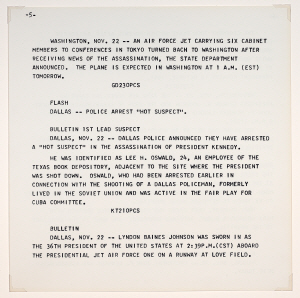 -5-
WASHINGTON, NOV. 22 -- AN AIR FORCE JET CARRYING SIX CABINET
MEMBERS TO CONFERENCES IN TOKYO TURNED BACH TO WASHINGTON AFTER
RECEIVING NEWS OF THE ASSASSINATION, THE STATE DEPARTMENT
ANNOUNCED. THE PLANE IS EXPECTED IN WASHINGTON AT 1 A.M. (EST)
TOMORROW.
GD230PCS
FLASH
DALLAS -- POLICE ARREST "HOT SUSPECT".
BULLETIN 1ST LEAD SUSPECT
DALLAS, NOV. 22 -- DALLAS POLICE ANNOUNCED THEY HAVE ARRESTED
A "HOT SUSPECT" IN THE ASSASSINATION OF PRESIDENT KENNEDY.
HE WAS IDENTIFIED AS LEE H. OSWALD, 24, AN EMPLOYEE OF THE
TEXAS BOOK DEPOSITORY, ADJACENT TO THE SITE WHERE THE PRESIDENT
WAS SHOT DOWN. OSWALD, WHO HAD BEEN ARRESTED EARLIER IN
CONNECTION WITH THE SHOOTING OF A DALLAS POLICEMAN, FORMERLY
LIVED IN THE SOVIET UNION AND WAS ACTIVE IN THE FAIR PLAY FOR
CUBA COMMITTEE.
KT210PCS
BULLETIN
DALLAS, NOV. 22 -- LYNDON BAINES JOHNSON WAS SWORN IN AS
THE 36TH PRESIDENT OF THE UNITED STATES AT 2:39P.M.(CST) ABOARD
THE PRESIDENTIAL JET AIR FORCE ONE ON A RUNWAY AT LOVE FIELD.